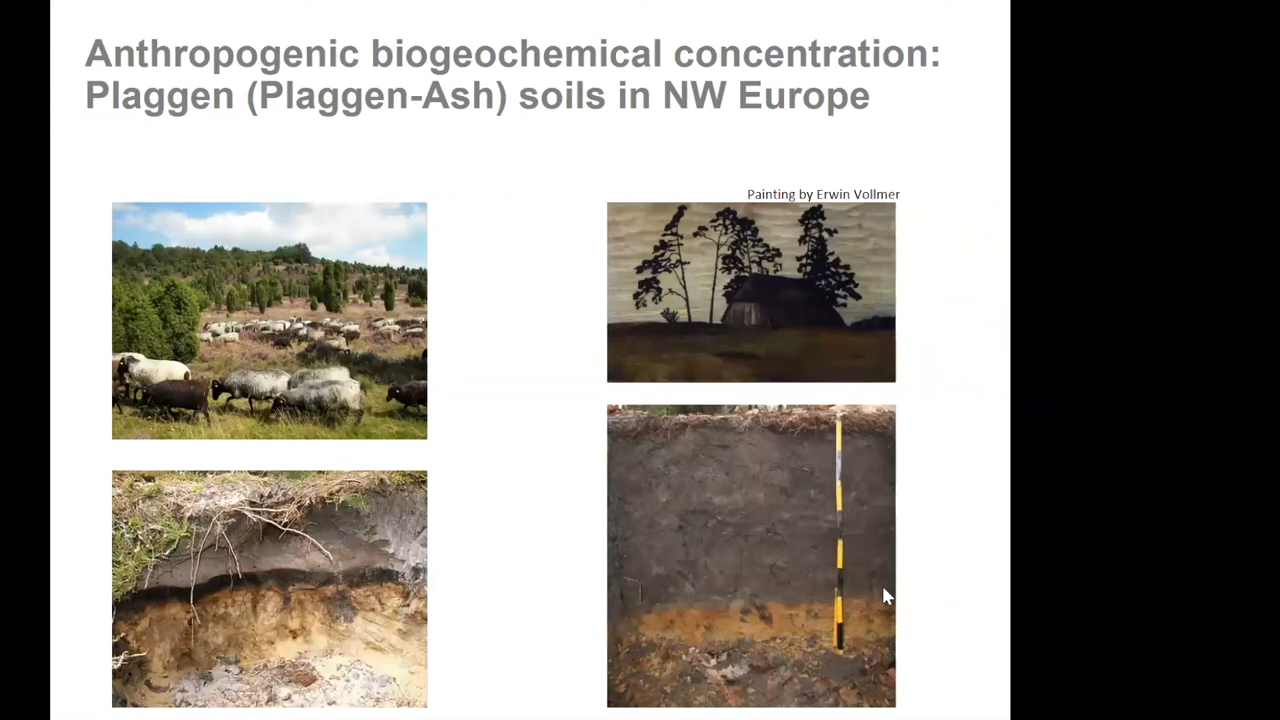 Anthropogenic biogeochemical concentration:
Plaggen (Plaggen-Ash) soils in NW Europe
Painting by Erwin Vollmer